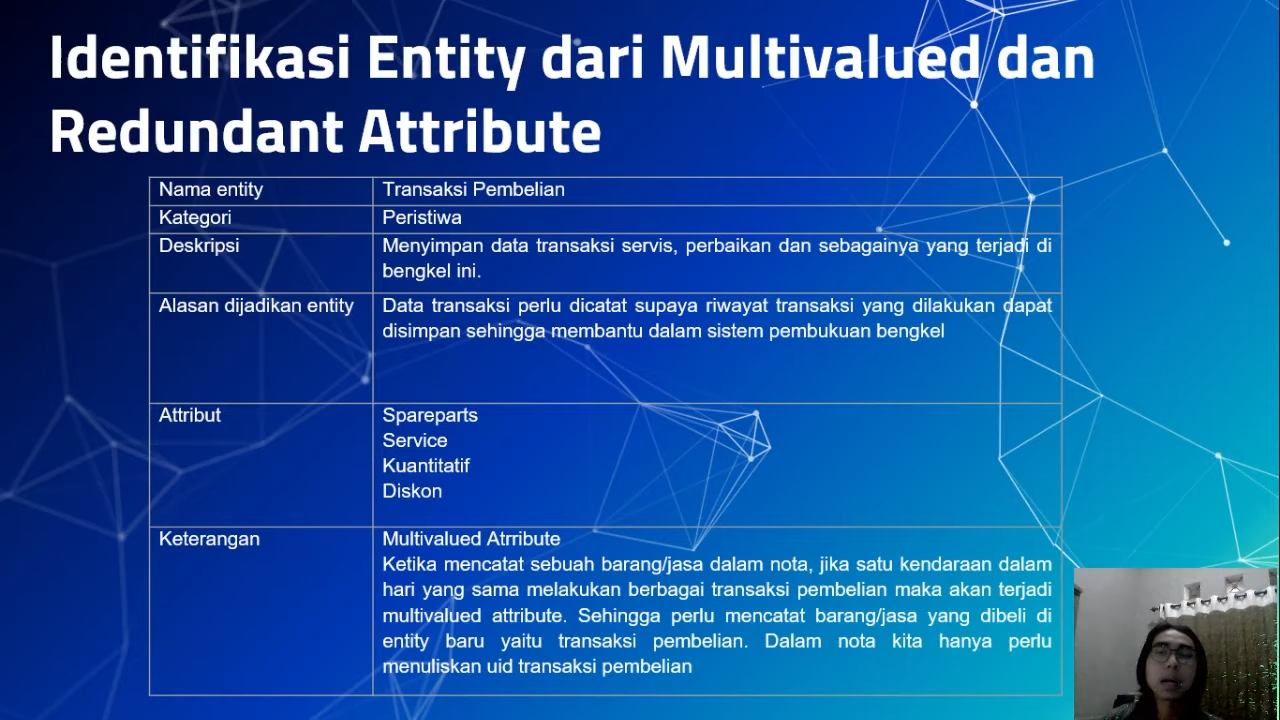 Identifikasi Entity dari Multivalued dan
Redundant Attribute
Nama entity
Transaksi Pembelian
Kategori
Peristiwa
Deskripsi
Menyimpan data transaksi servis, perbaikan dan sebagainya yang terjadi di
bengkel ini.
Alasan dijadikan entity
Data transaksi perlu dicatat supaya riwayat transaksi yang dilakukan dapat
disimpan sehingga membantu dalam sistem pembukuan bengkel
Attribut
Spareparts
Service
Kuantitatif
Diskon
Keterangan
Multivalued Atrribute
Ketika mencatat sebuah barang/jasa dalam nota, jika satu kendaraan dalam
hari yang sama melakukan berbagai transaksi pembelian maka akan terjadi
multivalued attribute. Sehingga perlu mencatat barang/jasa yang dibeli di
entity baru yaitu transaksi pembelian. Dalam nota kita hanya perlu
menuliskan uid transaksi pembelian